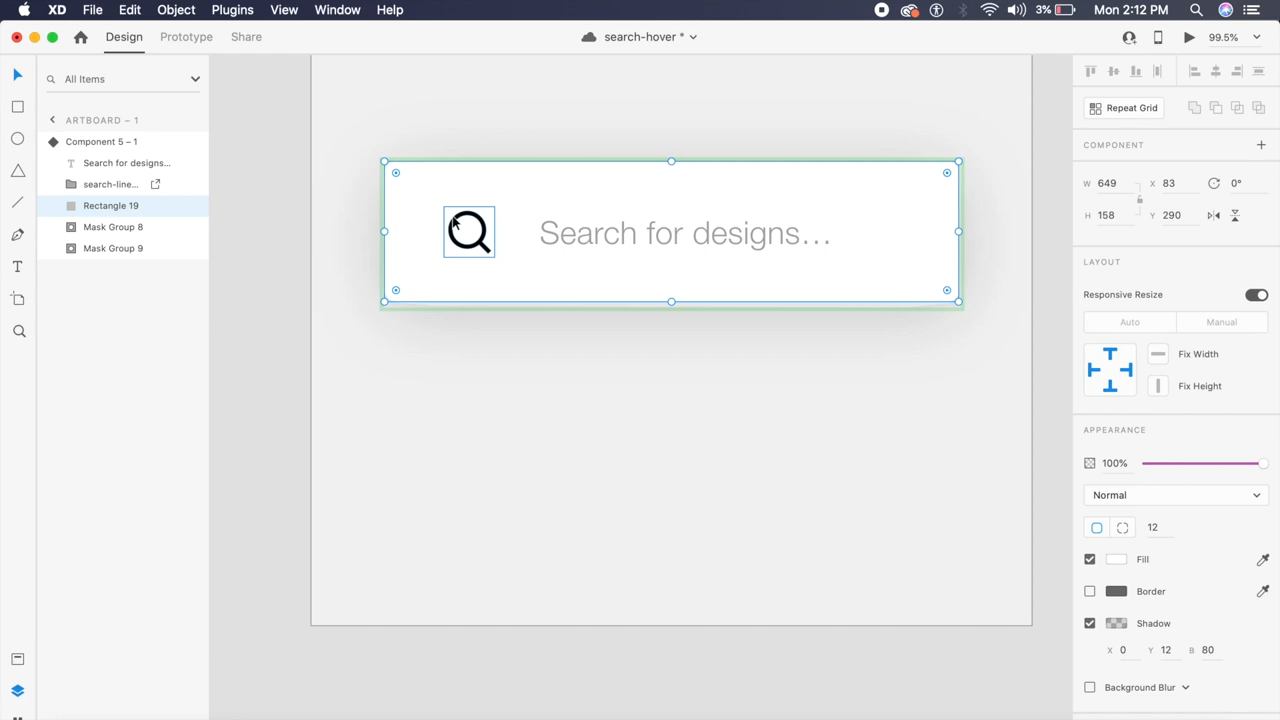 XD File Edit Object Plugins View Window Help 3% Mon 2:12 PM
Design Prototype Share search-hover * 99.5%
All Items
ARTBOARD – 1
Component 5 – 1
T Search for designs...
search-line...
Rectangle 19
Mask Group 8
Mask Group 9
Search for designs...
Repeat Grid
COMPONENT
W 649 X 83 0°
H 158 Y 290
LAYOUT
Responsive Resize
Auto Manual
Fix Width
Fix Height
APPEARANCE
100%
Normal
12
Fill
Border
Shadow
X 0 Y 12 B 80
Background Blur